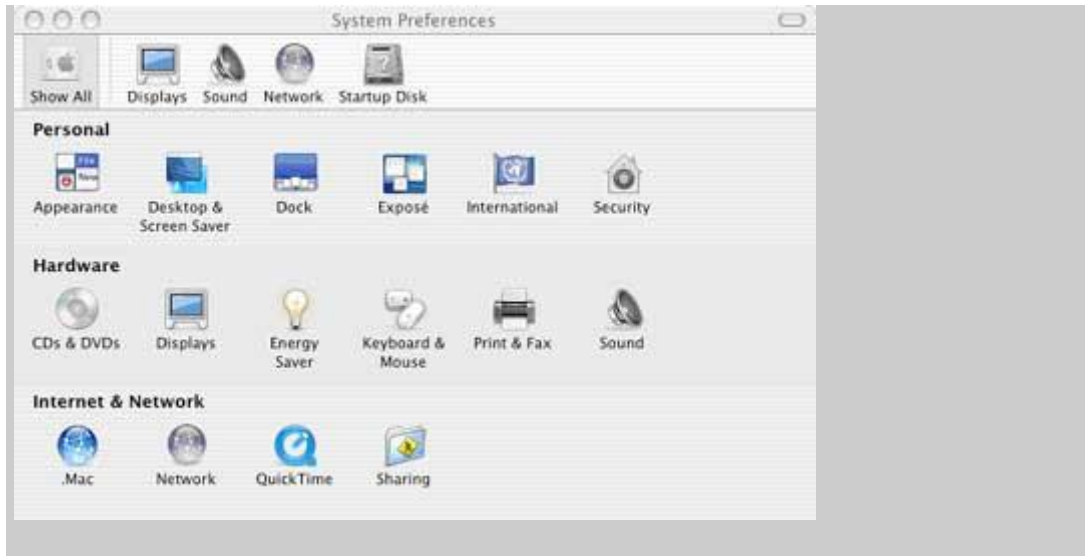 System Preferences
Show All Displays Sound Network Startup Disk
Personal
Appearance Desktop & Screen Saver Dock Exposé International Security
Hardware
CDs & DVDs Displays Energy Saver Keyboard & Mouse Print & Fax Sound
Internet & Network
.Mac Network QuickTime Sharing